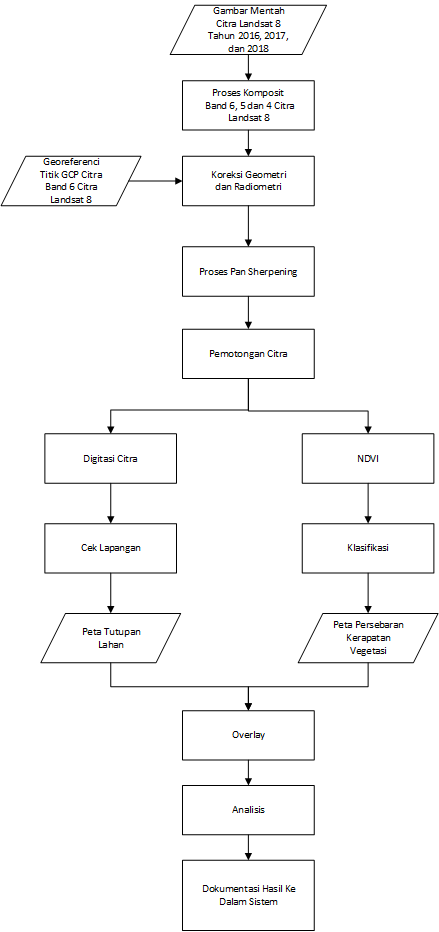 Gambar Mentah
Citra Landsat 8
Tahun 2016, 2017,
dan 2018
Proses Komposit
Band 6, 5 dan 4 Citra
Landsat 8
Georeferenci
Titik GCP Citra
Band 6 Citra
Landsat 8
Koreksi Geometri
dan Radiometri
Proses Pan Sherpening
Pemotongan Citra
Digitasi Citra
NDVI
Cek Lapangan
Klasifikasi
Peta Tutupan
Lahan
Peta Persebaran
Kerapatan
Vegetasi
Overlay
Analisis
Dokumentasi Hasil Ke
Dalam Sistem